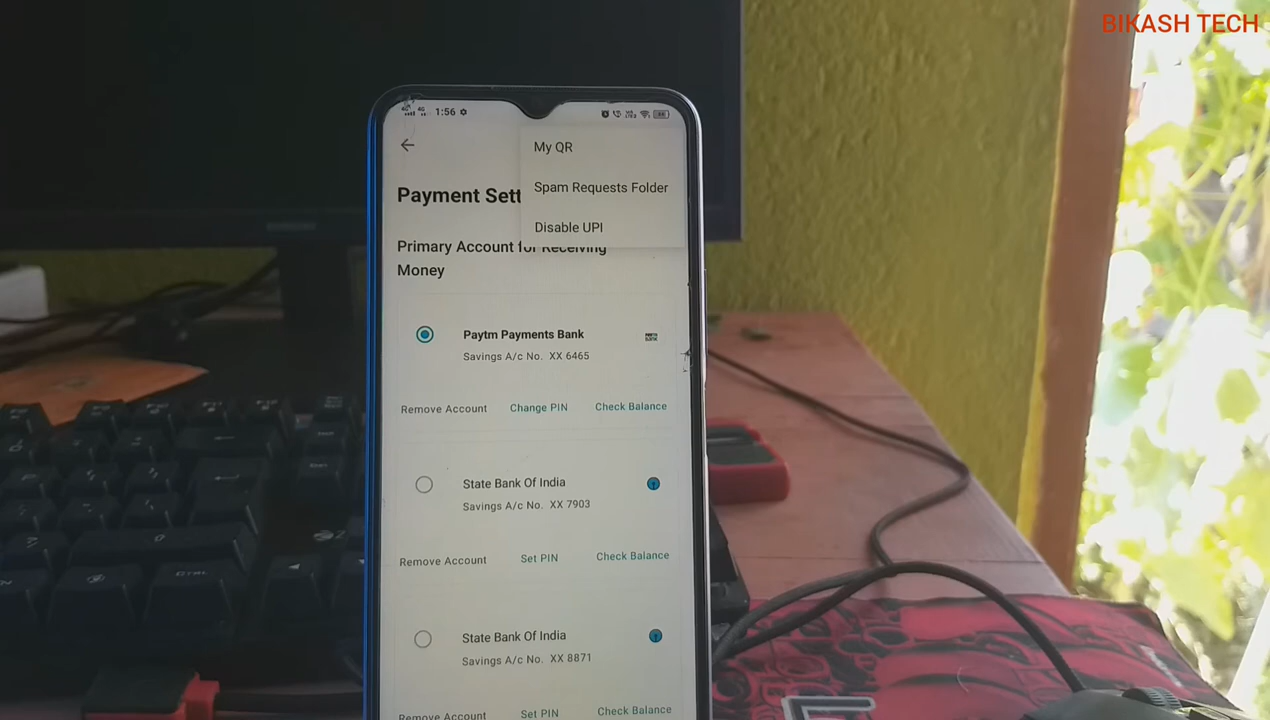 BIKASH TECH
1:56
My QR
Spam Requests Folder
Disable UPI
Payment Sett
Primary Account for Receiving
Money
Paytm Payments Bank
Savings A/c No. XX 6465
Remove Account Change PIN Check Balance
State Bank Of India
Savings A/c No. XX 7903
Remove Account Set PIN Check Balance
State Bank Of India
Savings A/c No. XX 8871
Remove Account Set PIN Check Balance
CTRL